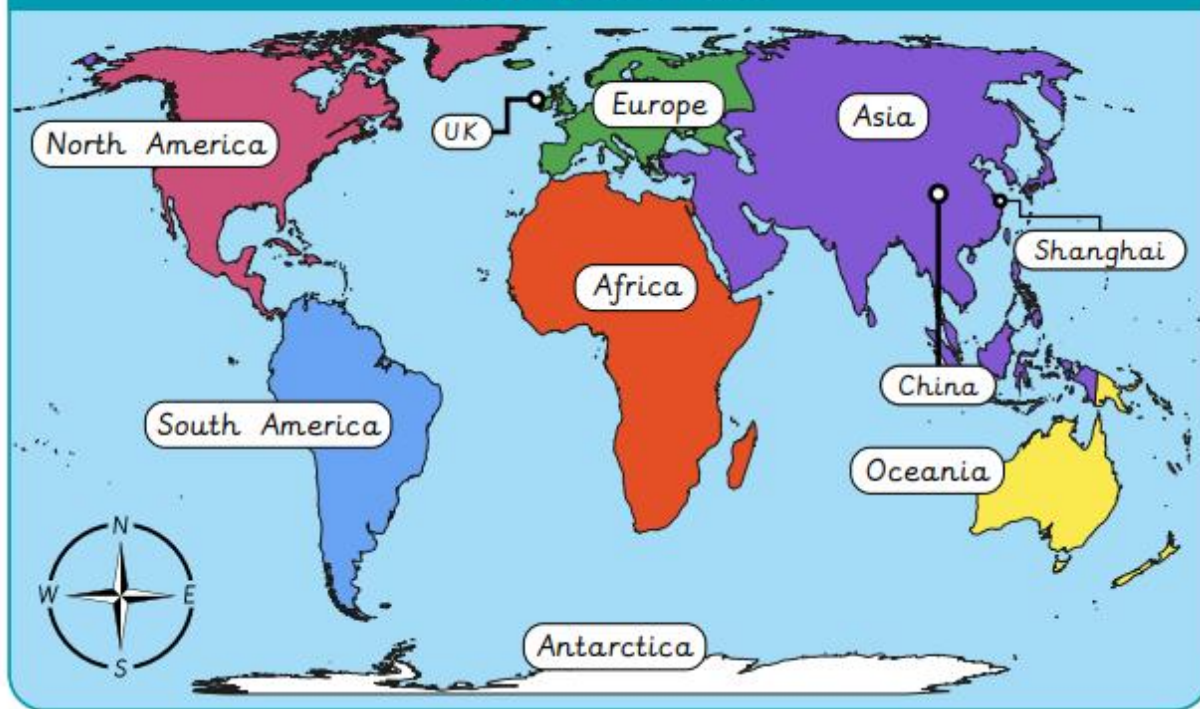 North America
UK
Europe
Asia
Shanghai
Africa
China
South America
Oceania
N
W
E
S
Antarctica